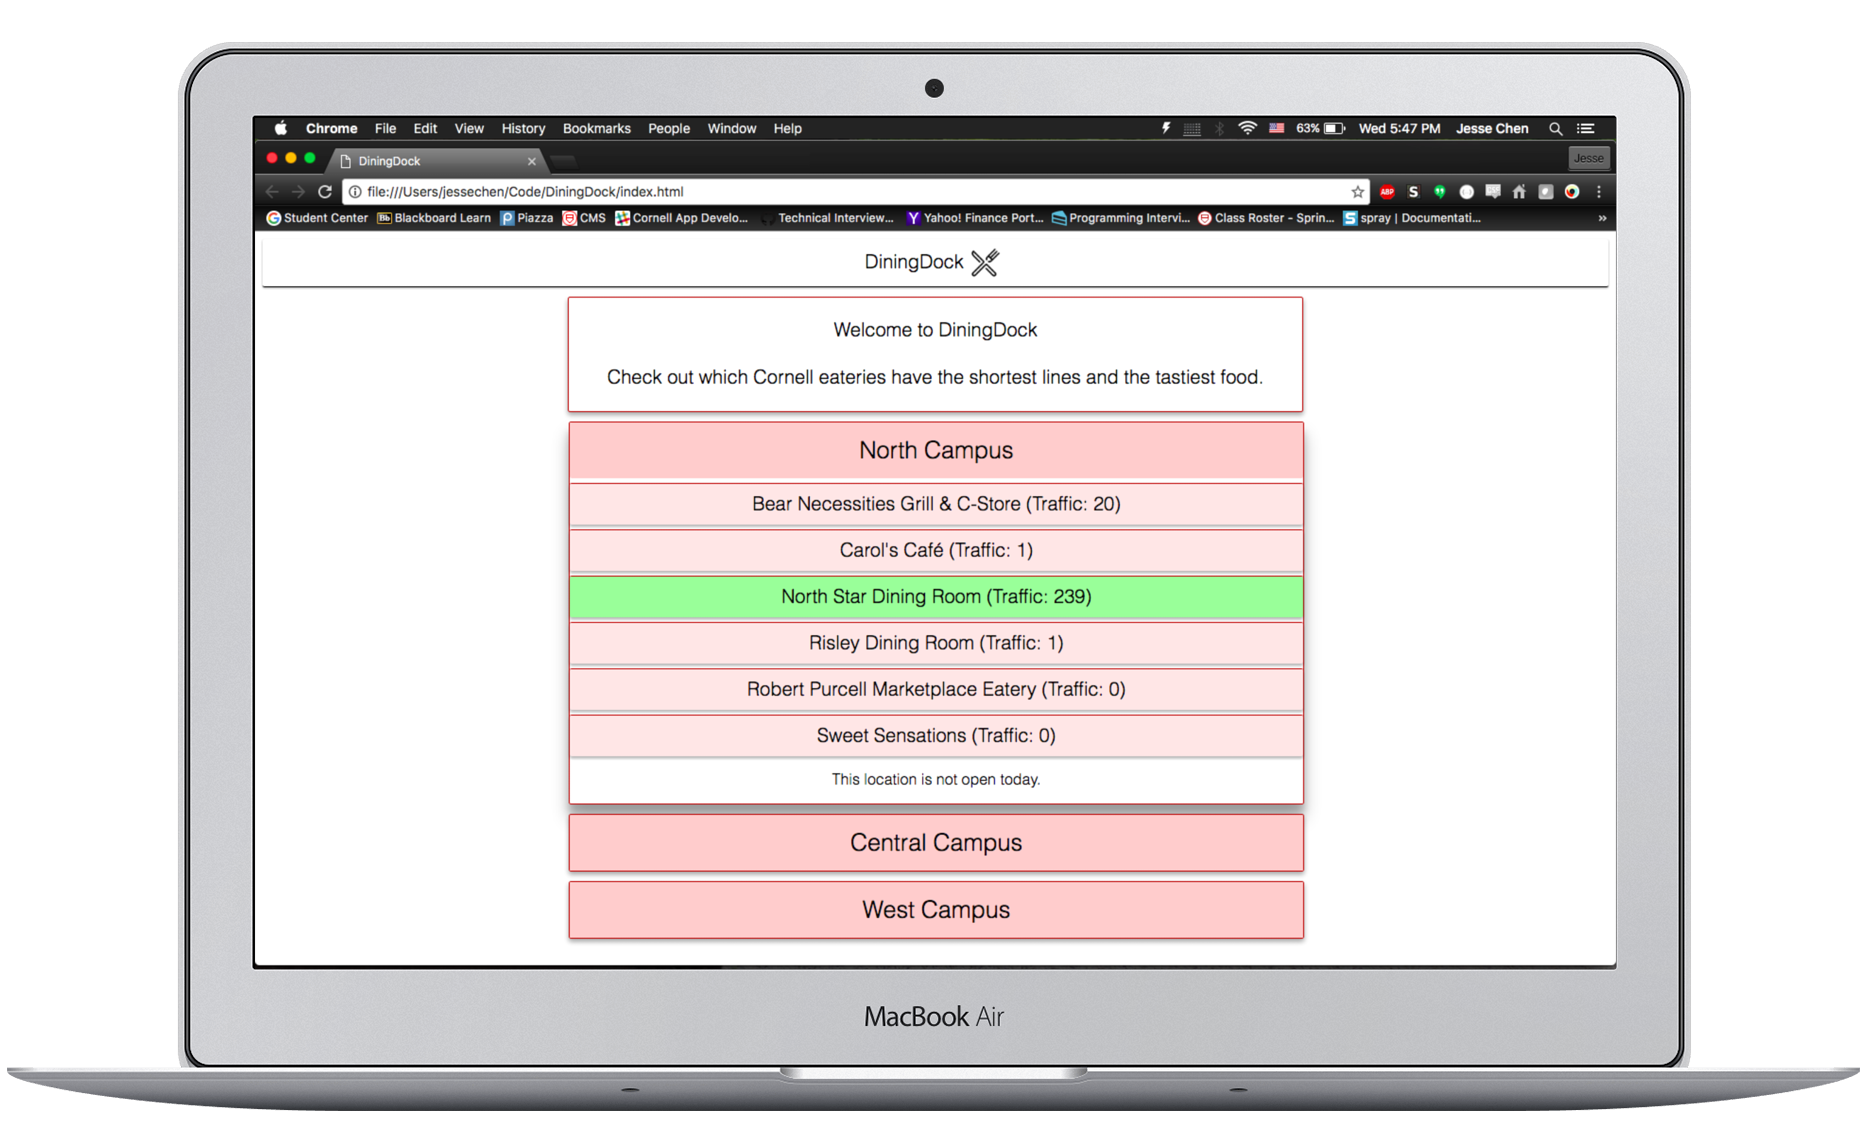 Chrome File Edit View History Bookmarks People Window Help 63% Wed 5:47 PM Jesse Chen
DiningDock Jesse
file:///Users/jessechen/Code/DiningDock/index.html ABP S
G Student Center Bb Blackboard Learn P Piazza CMS Cornell App Develo... Technical Interview... Y Yahoo! Finance Port... Programming Intervi... Class Roster - Sprin... S spray | Documentati... »
DiningDock
Welcome to DiningDock
Check out which Cornell eateries have the shortest lines and the tastiest food.
North Campus
Bear Necessities Grill & C-Store (Traffic: 20)
Carol's Café (Traffic: 1)
North Star Dining Room (Traffic: 239)
Risley Dining Room (Traffic: 1)
Robert Purcell Marketplace Eatery (Traffic: 0)
Sweet Sensations (Traffic: 0)
This location is not open today.
Central Campus
West Campus
MacBook Air